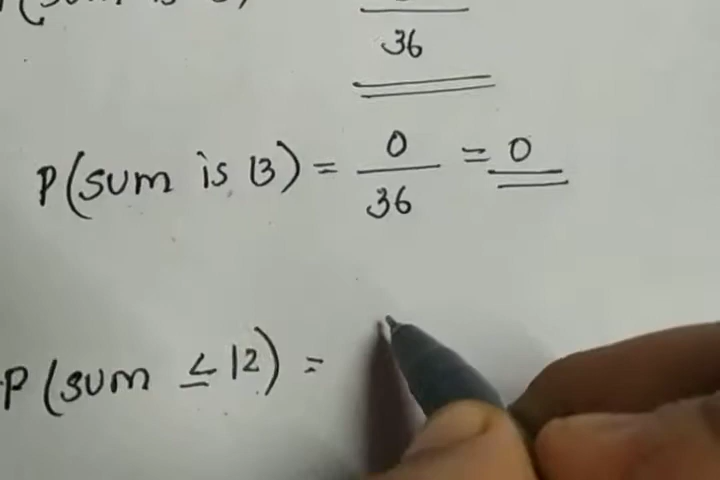 36
P(sum is 13) = 0/36 = 0
P(sum ≤ 12) =